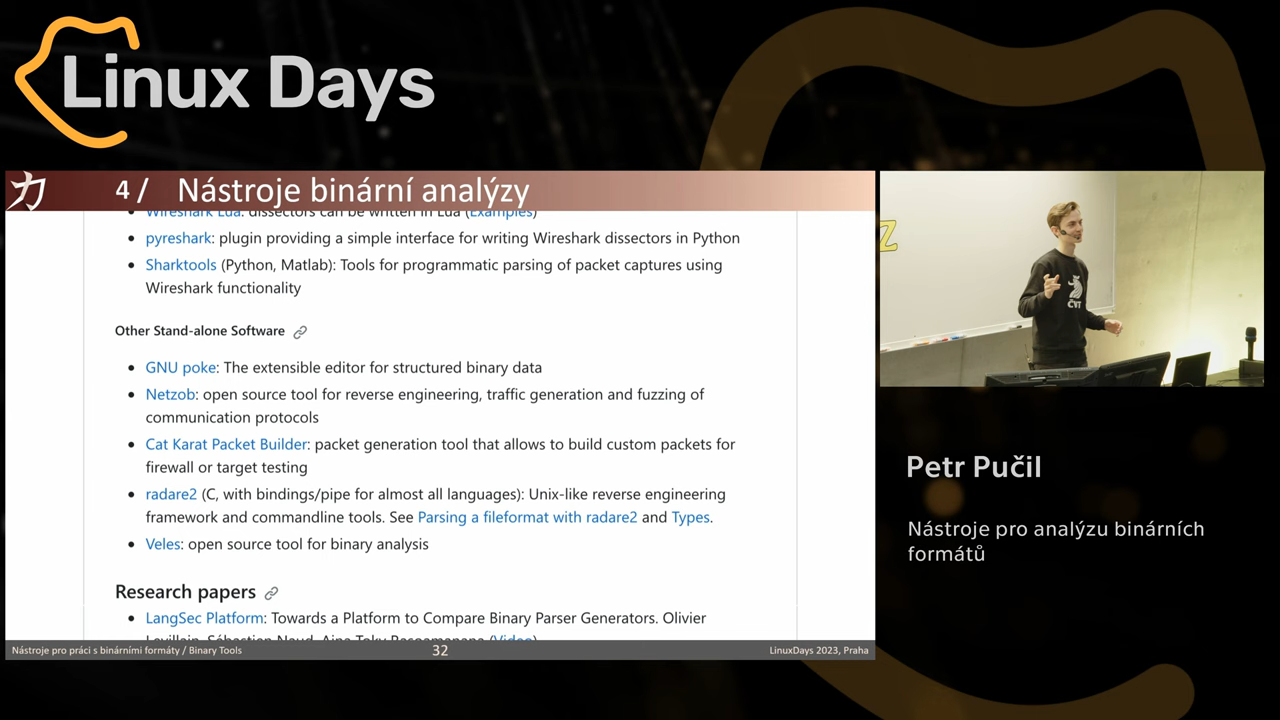 Linux Days
力 4 / Nástroje binární analýzy
Wireshark Lua: dissectors can be written in Lua (Examples)
pyreshark: plugin providing a simple interface for writing Wireshark dissectors in Python
Sharktools (Python, Matlab): Tools for programmatic parsing of packet captures using
Wireshark functionality
Other Stand-alone Software
GNU poke: The extensible editor for structured binary data
Netzob: open source tool for reverse engineering, traffic generation and fuzzing of
communication protocols
Cat Karat Packet Builder: packet generation tool that allows to build custom packets for
firewall or target testing
radare2 (C, with bindings/pipe for almost all languages): Unix-like reverse engineering
framework and commandline tools. See Parsing a fileformat with radare2 and Types.
Veles: open source tool for binary analysis
Research papers
LangSec Platform: Towards a Platform to Compare Binary Parser Generators. Olivier
Levillain, Sébastien Naud, Aina Toky Rasoamanana (Video)
Nástroje pro práci s binárními formáty / Binary Tools
32
LinuxDays 2023, Praha
Z
ČVT
Petr Pučil
Nástroje pro analýzu binárních
formátů